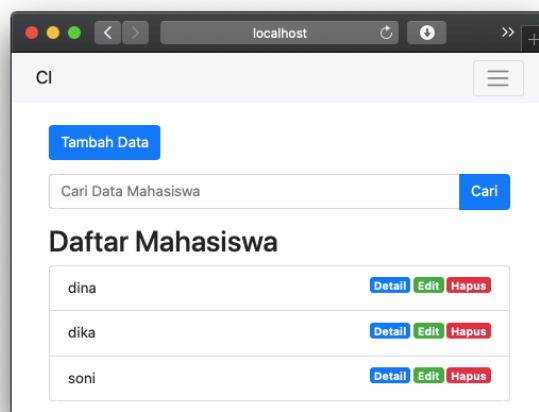 localhost
CI
Tambah Data
Cari Data Mahasiswa Cari
Daftar Mahasiswa
dina Detail Edit Hapus
dika Detail Edit Hapus
soni Detail Edit Hapus